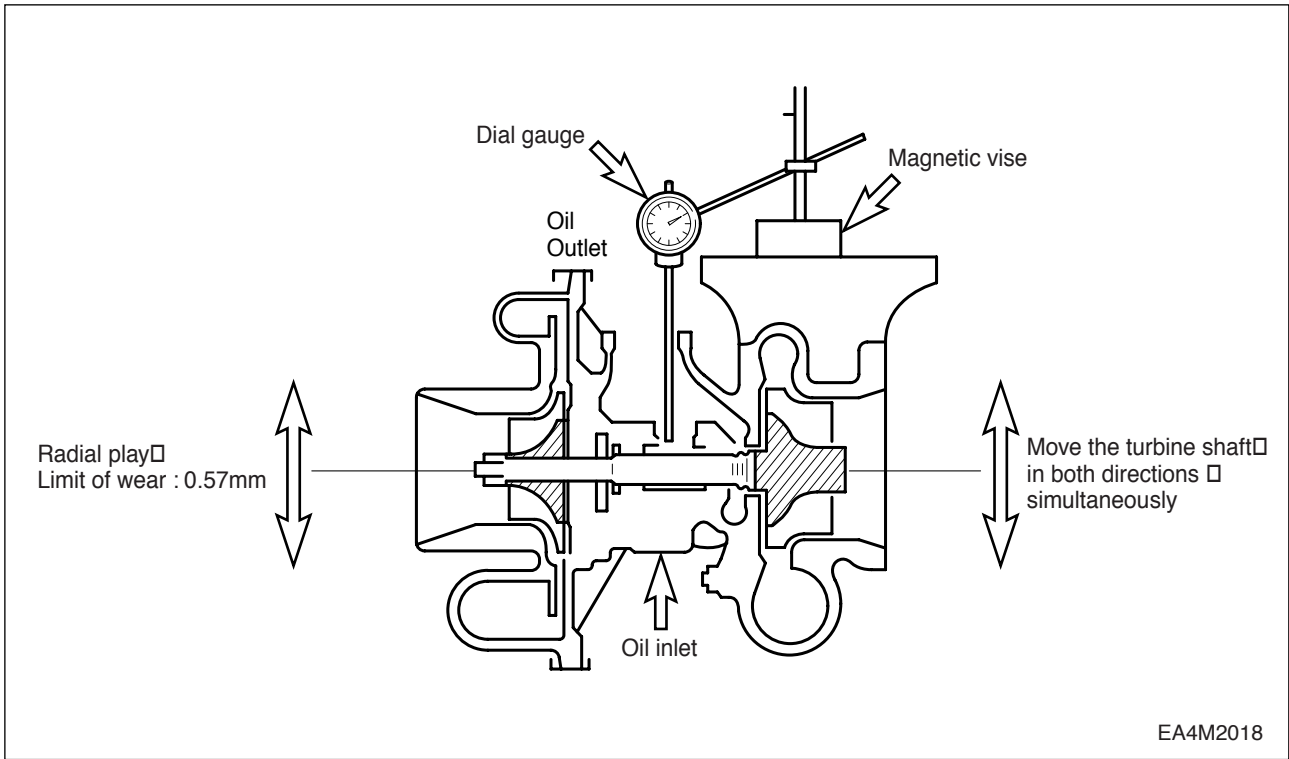 Dial gauge
Magnetic vise
Oil
Outlet
Radial play□
Limit of wear : 0.57mm
Move the turbine shaft□
in both directions □
simultaneously
Oil inlet
EA4M2018